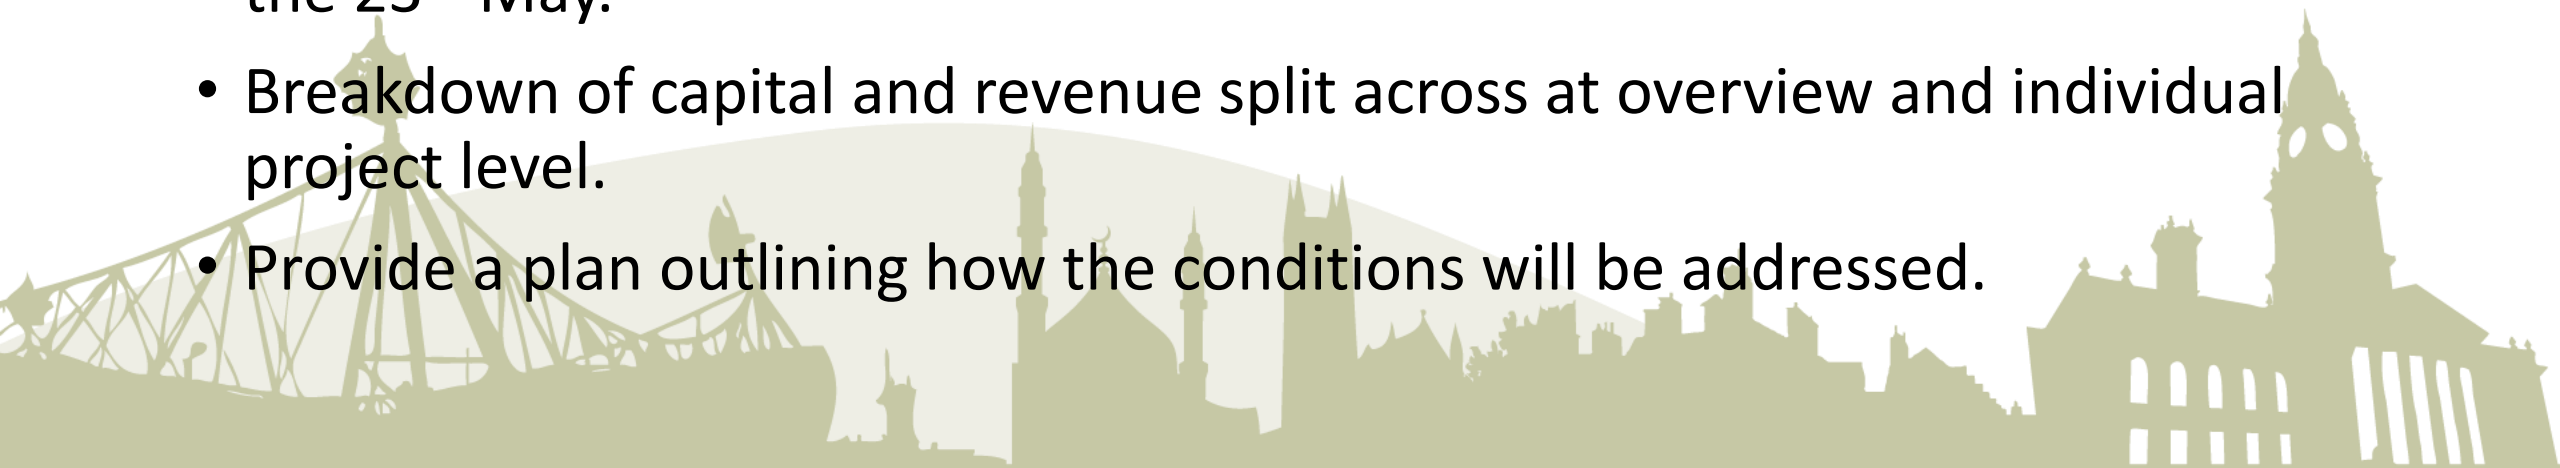 • Breakdown of capital and revenue split across at overview and individual
project level.
• Provide a plan outlining how the conditions will be addressed.